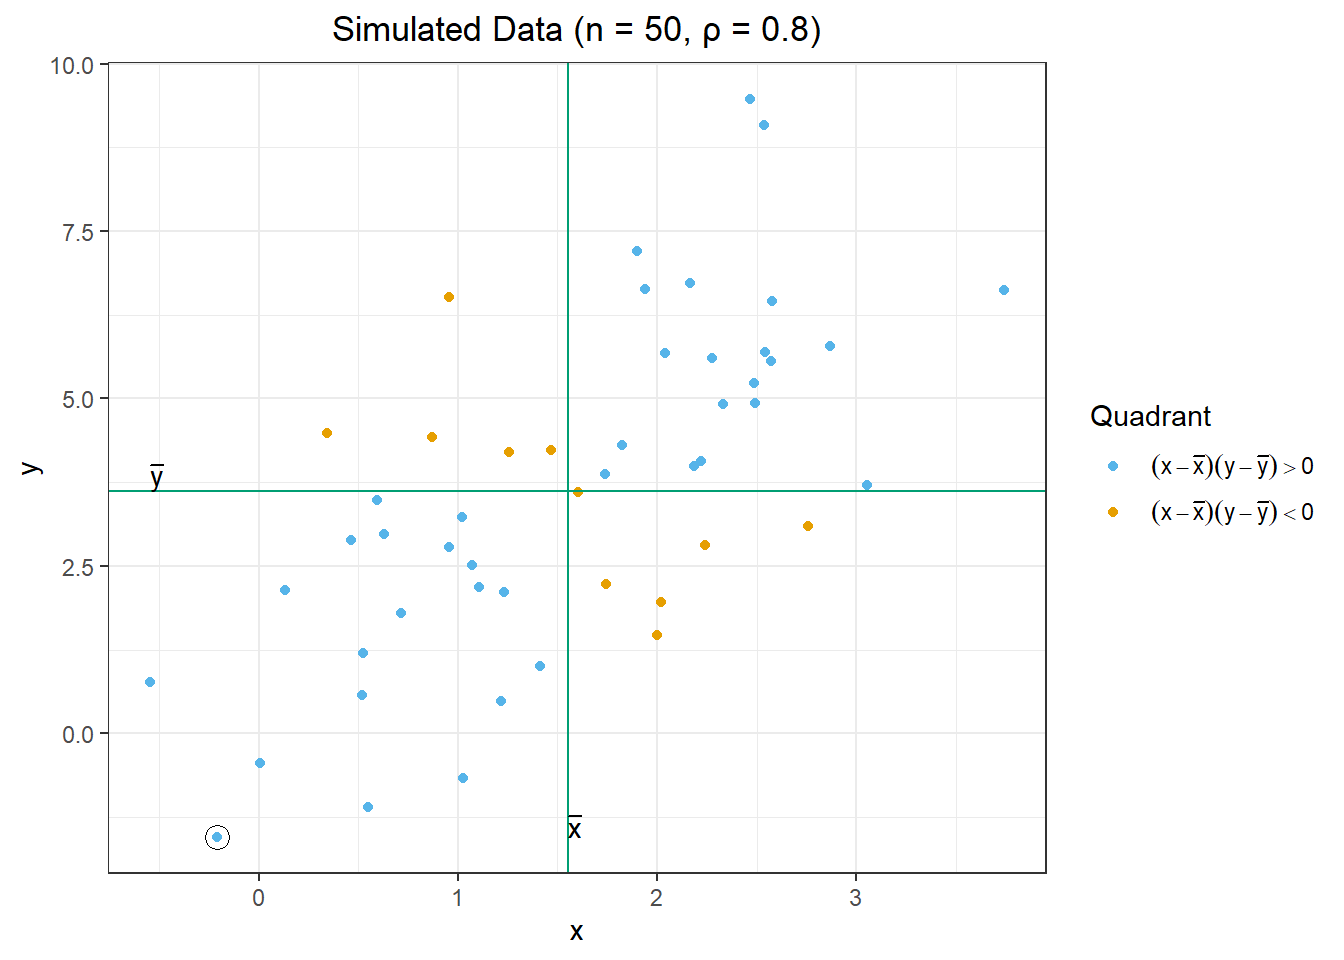 Simulated Data (n = 50, ρ = 0.8)
10.0
7.5
5.0
2.5
0.0
y
y̅
x̅
0 1 2 3
x
Quadrant
(x − x̅)(y − y̅) > 0
(x − x̅)(y − y̅) < 0